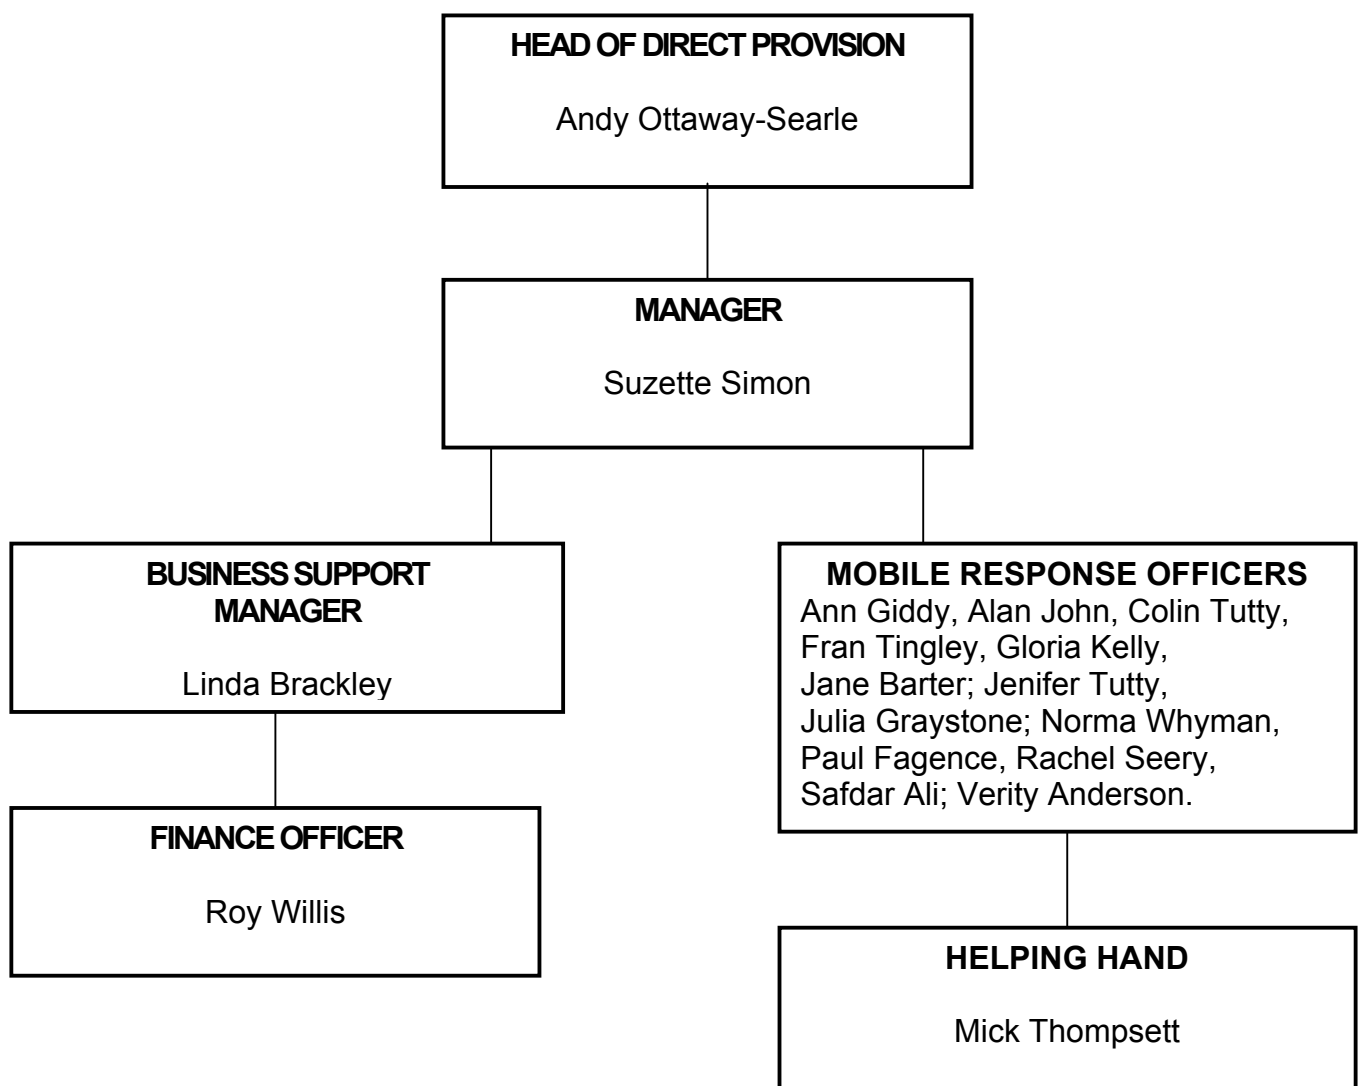 HEAD OF DIRECT PROVISION
Andy Ottaway-Searle
MANAGER
Suzette Simon
BUSINESS SUPPORT
MANAGER
Linda Brackley
FINANCE OFFICER
Roy Willis
MOBILE RESPONSE OFFICERS
Ann Giddy, Alan John, Colin Tutty,
Fran Tingley, Gloria Kelly,
Jane Barter; Jenifer Tutty,
Julia Graystone; Norma Whyman,
Paul Fagence, Rachel Seery,
Safdar Ali; Verity Anderson.
HELPING HAND
Mick Thompsett